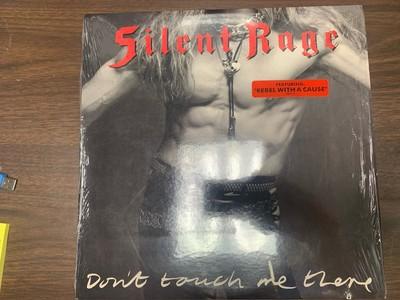 Silent Rage
FEATURING:
"REBEL WITH A CAUSE"
Don't touch me there